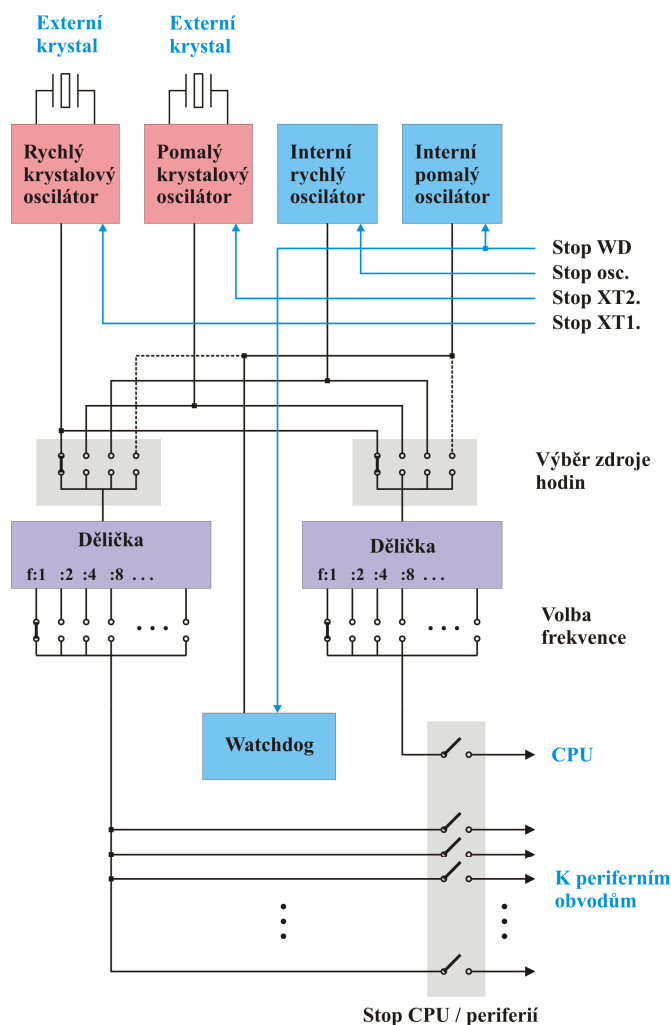 Externí
krystal
Externí
krystal
Rychlý
krystalový
oscilátor
Pomalý
krystalový
oscilátor
Interní
rychlý
oscilátor
Interní
pomalý
oscilátor
Stop WD
Stop osc.
Stop XT2.
Stop XT1.
Výběr zdroje
hodin
Dělička
f:1 :2 :4 :8 . . .
Dělička
f:1 :2 :4 :8 . . .
Volba
frekvence
Watchdog
CPU
K periferním
obvodům
Stop CPU / periferií